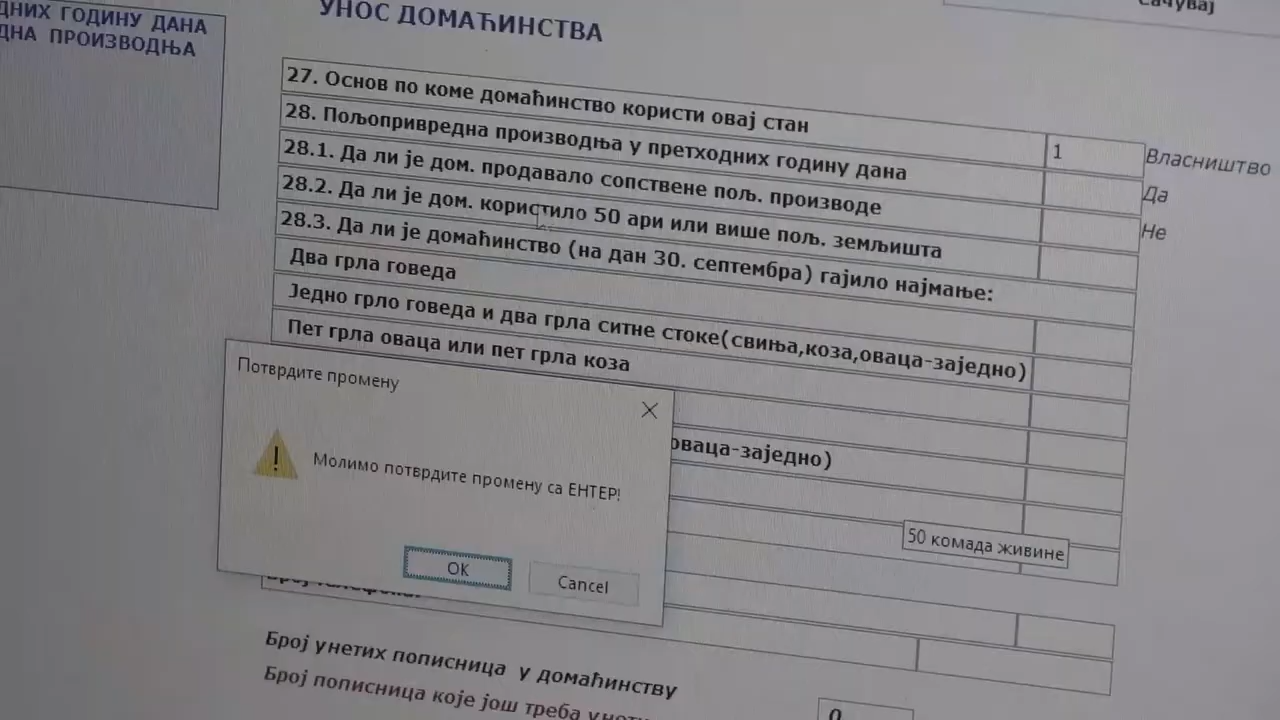 ДНИХ ГОДИНУ ДАНА
ДНА ПРОИЗВОДЊА
УНОС ДОМАЋИНСТВА
Сачувај
27. Основ по коме домаћинство користи овај стан
1
Власништво
28. Пољопривредна производња у претходних годину дана
Да
28.1. Да ли је дом. продавало сопствене пољ. производе
Не
28.2. Да ли је дом. користило 50 ари или више пољ. земљишта
28.3. Да ли је домаћинство (на дан 30. септембра) гајило најмање:
Два грла говеда
Једно грло говеда и два грла ситне стоке(свиња,коза,оваца-заједно)
Пет грла оваца или пет грла коза
оваца-заједно)
50 комада живине
Потврдите промену
Молимо потврдите промену са ЕНТЕР!
OK
Cancel
Број унетих пописница у домаћинству
0
Број пописница које још треба унети